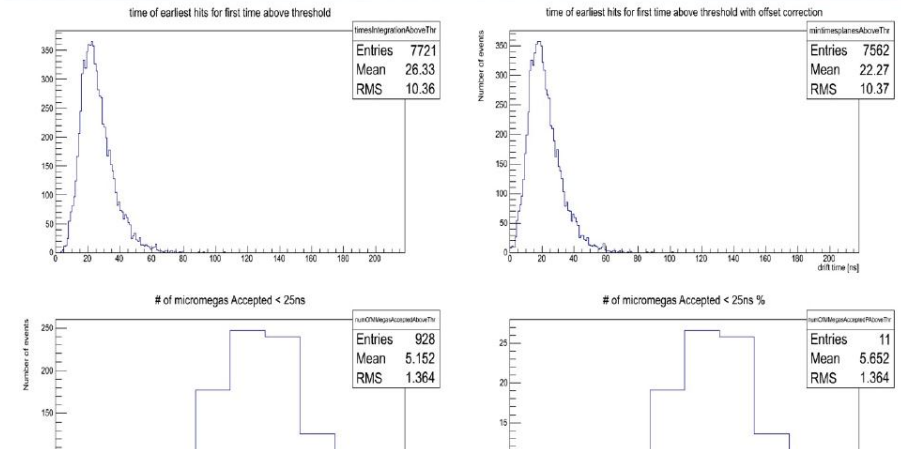 time of earliest hits for first time above threshold
timesIntegrationAboveThr
Entries 7721
Mean 26.33
RMS 10.36
350
300
250
200
150
100
50
0
0 20 40 60 80 100 120 140 160 180 200
time of earliest hits for first time above threshold with offset correction
mintimesplanesAboveThr
Entries 7562
Mean 22.27
RMS 10.37
Number of events
350
300
250
200
150
100
50
0
0 20 40 60 80 100 120 140 160 180 200
drift time [ns]
# of micromegas Accepted < 25ns
numOfMMegasAcceptedAboveThr
Entries 928
Mean 5.152
RMS 1.364
Number of events
250
200
150
# of micromegas Accepted < 25ns %
numOfMMegasAcceptedPAboveThr
Entries 11
Mean 5.652
RMS 1.364
25
20
15